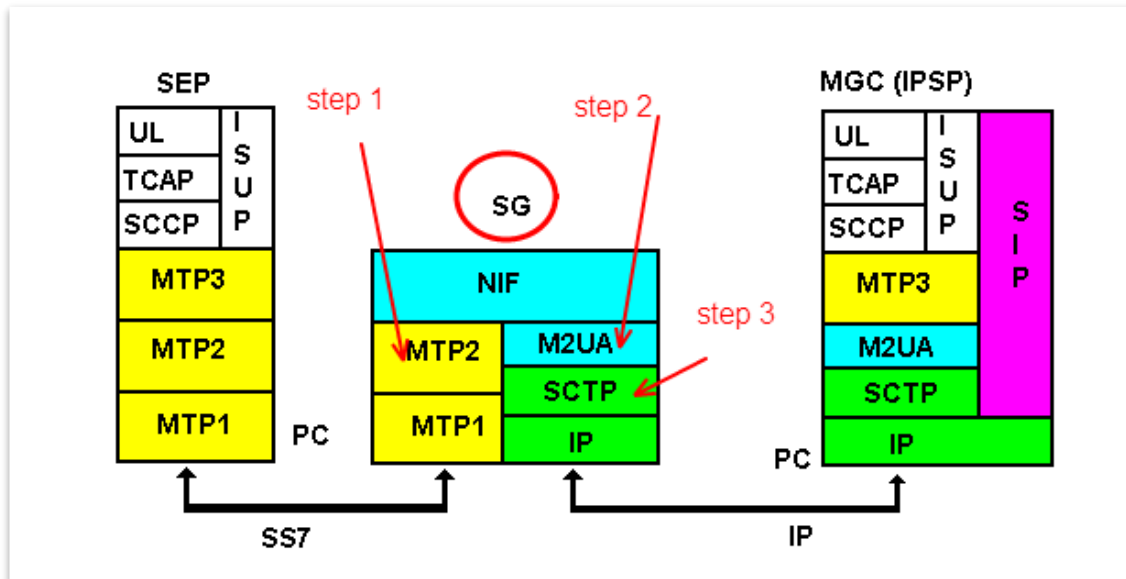 SEP
UL
TCAP
SCCP
I
S
U
P
MTP3
MTP2
MTP1
PC
step 1
SG
step 2
NIF
MTP2
MTP1
M2UA
SCTP
IP
step 3
MGC (IPSP)
UL
TCAP
SCCP
I
S
U
P
MTP3
M2UA
SCTP
S
I
P
IP
PC
SS7
IP